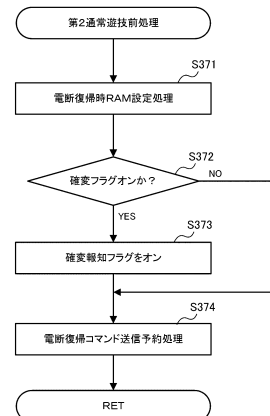 第2通常遊技前処理
S371
電断復帰時RAM設定処理
S372
確変フラグオンか？
NO
YES
S373
確変報知フラグをオン
S374
電断復帰コマンド送信予約処理
RET